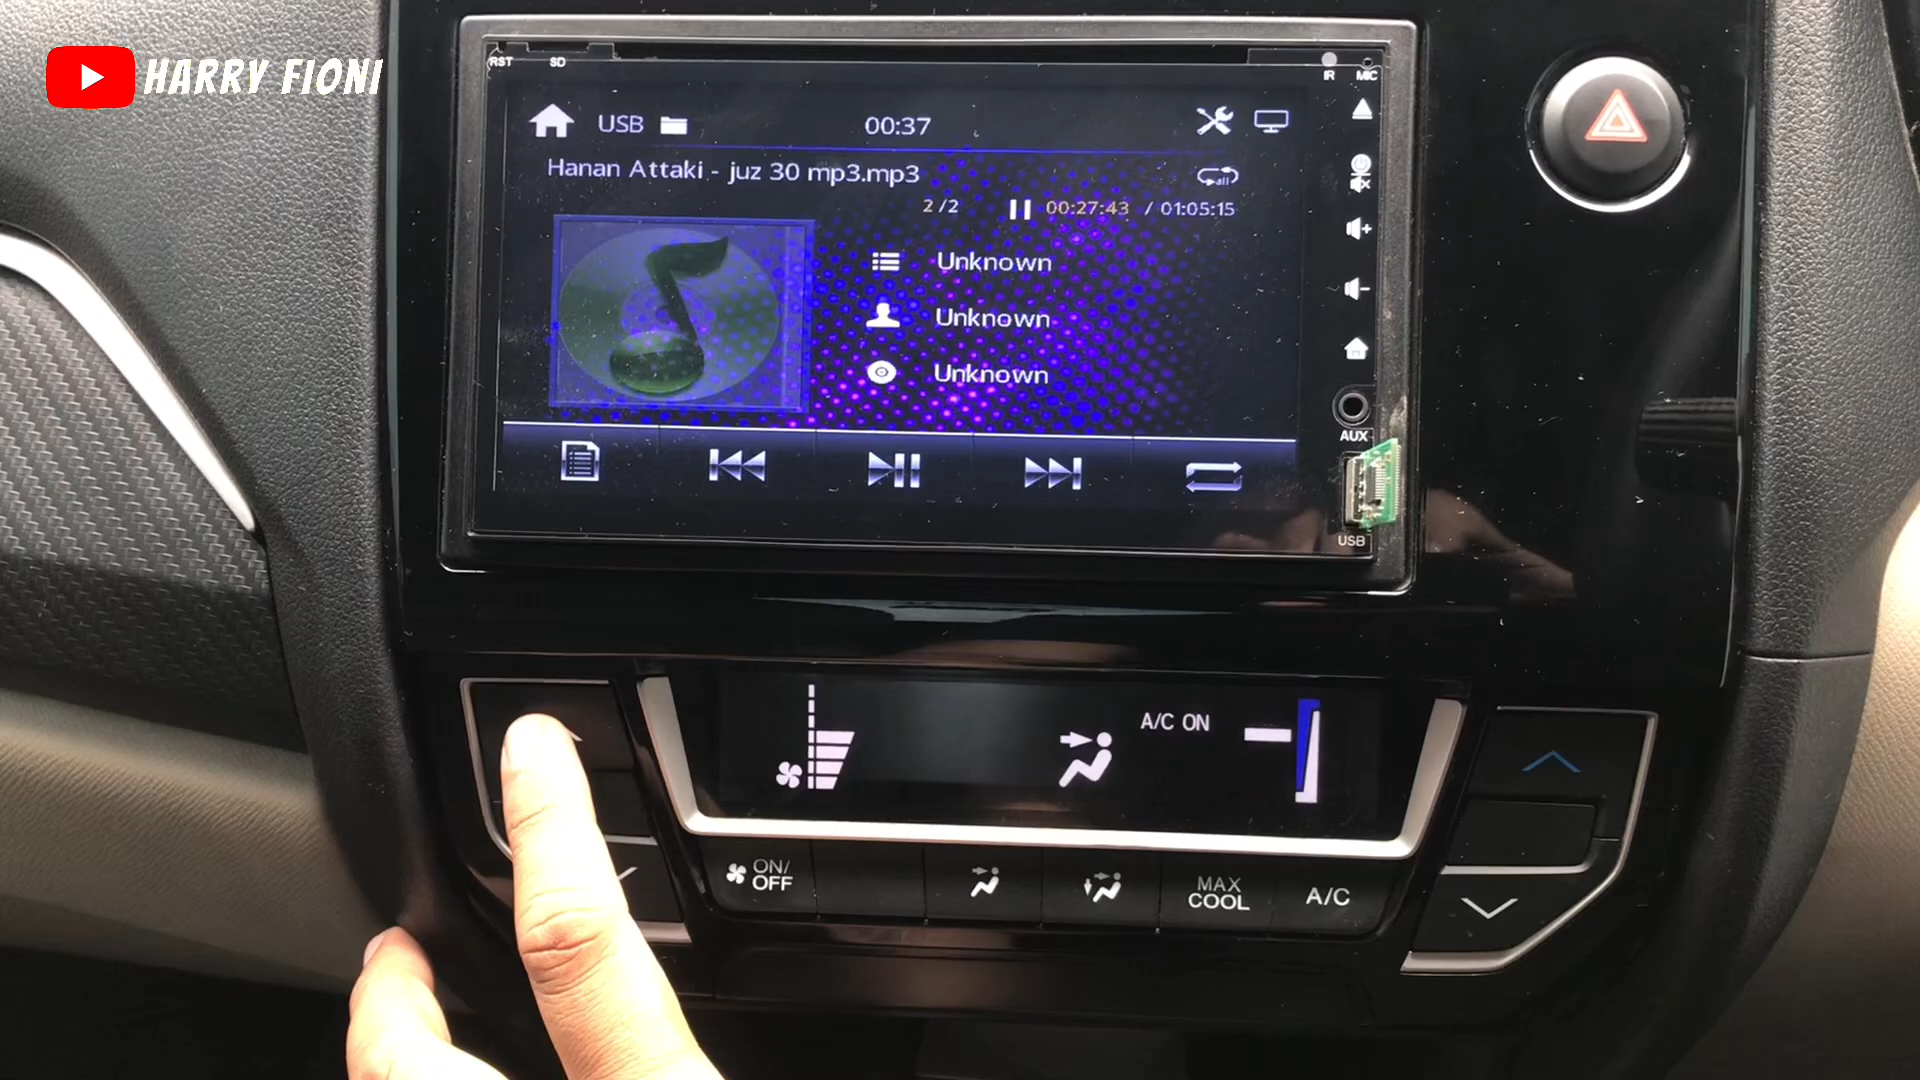 HARRY FIONI
RST
SD
IR
MIC
USB
00:37
Hanan Attaki - juz 30 mp3.mp3
all
2/2
00:27:43 / 01:05:15
Unknown
Unknown
Unknown
AUX
USB
A/C ON
ON/
OFF
MAX
COOL
A/C